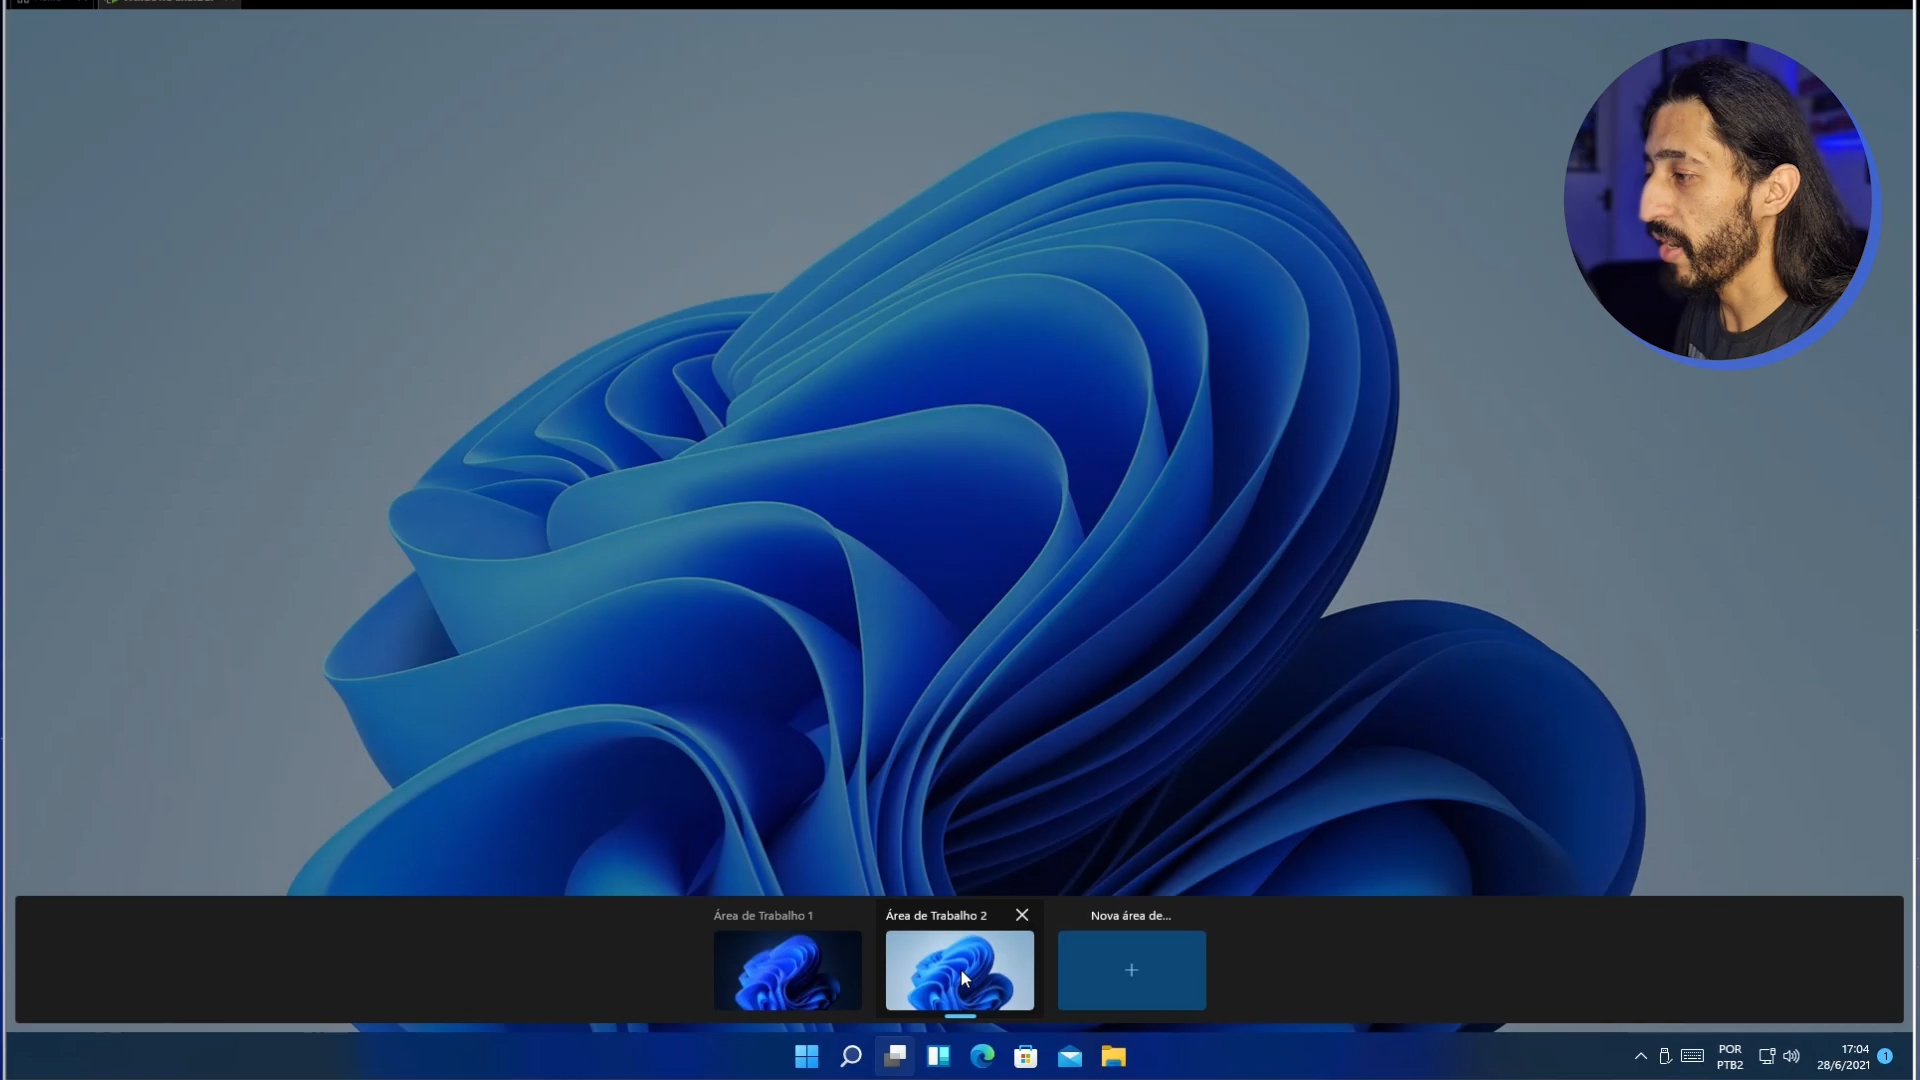 Área de Trabalho 1
Área de Trabalho 2
Nova área de...
POR
PTB2
17:04
28/6/2021
1